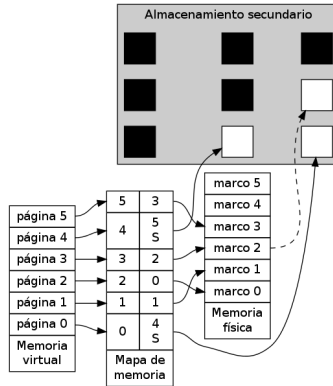 Almacenamiento secundario
marco 5
marco 4
marco 3
marco 2
marco 1
marco 0
Memoria
física
5 3
4 5
S
3 2
2 0
1 1
0 4
S
Mapa de
memoria
página 5
página 4
página 3
página 2
página 1
página 0
Memoria
virtual